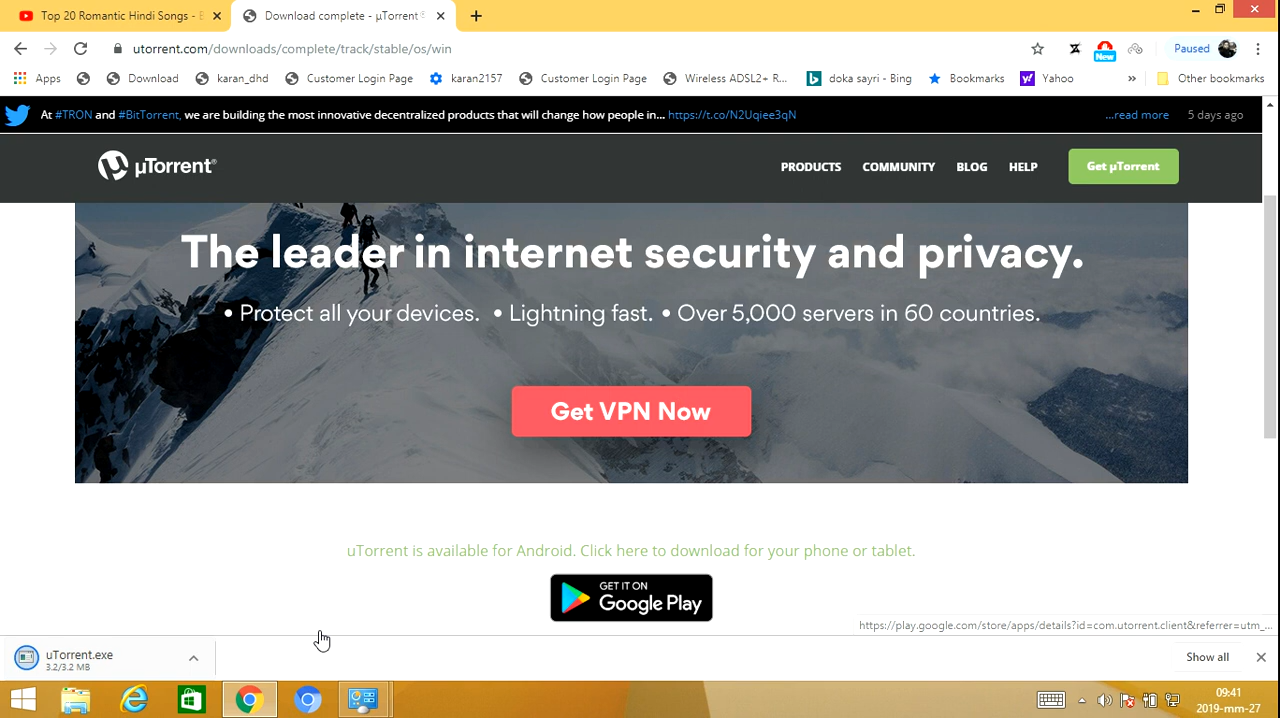 Top 20 Romantic Hindi Songs - B
Download complete - µTorrent®
utorrent.com/downloads/complete/track/stable/os/win
New
Paused
Apps
Download
karan_dhd
Customer Login Page
karan2157
Customer Login Page
Wireless ADSL2+ R...
doka sayri - Bing
Bookmarks
Yahoo
»
Other bookmarks
At #TRON and #BitTorrent, we are building the most innovative decentralized products that will change how people in... https://t.co/N2Uqiee3qN
...read more
5 days ago
µTorrent®
PRODUCTS
COMMUNITY
BLOG
HELP
Get µTorrent
The leader in internet security and privacy.
• Protect all your devices. • Lightning fast. • Over 5,000 servers in 60 countries.
Get VPN Now
uTorrent is available for Android. Click here to download for your phone or tablet.
GET IT ON
Google Play
https://play.google.com/store/apps/details?id=com.utorrent.client&referrer=utm_...
uTorrent.exe
3.2/3.2 MB
Show all
09:41
2019-mm-27